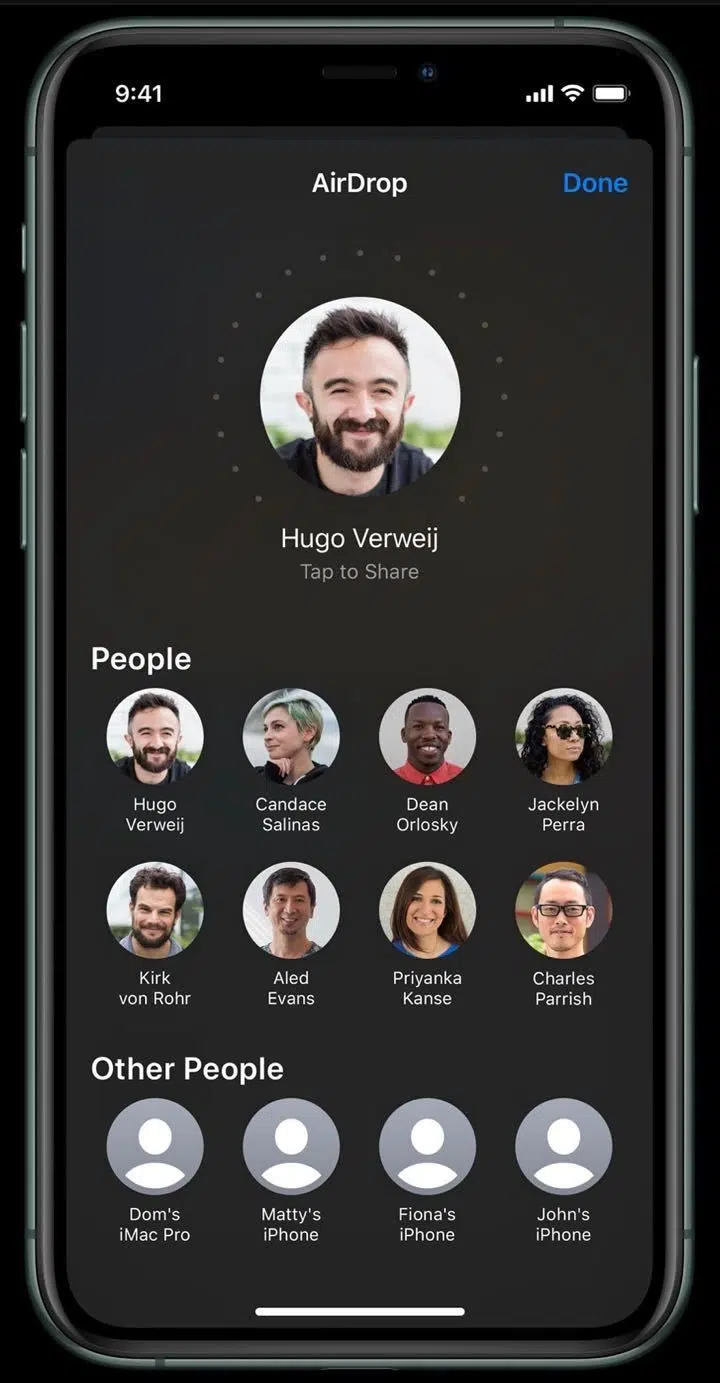 9:41
AirDrop
Done
Hugo Verweij
Tap to Share
People
Hugo
Verweij
Candace
Salinas
Dean
Orlosky
Jackelyn
Perra
Kirk
von Rohr
Aled
Evans
Priyanka
Kanse
Charles
Parrish
Other People
Dom's
iMac Pro
Matty's
iPhone
Fiona's
iPhone
John's
iPhone